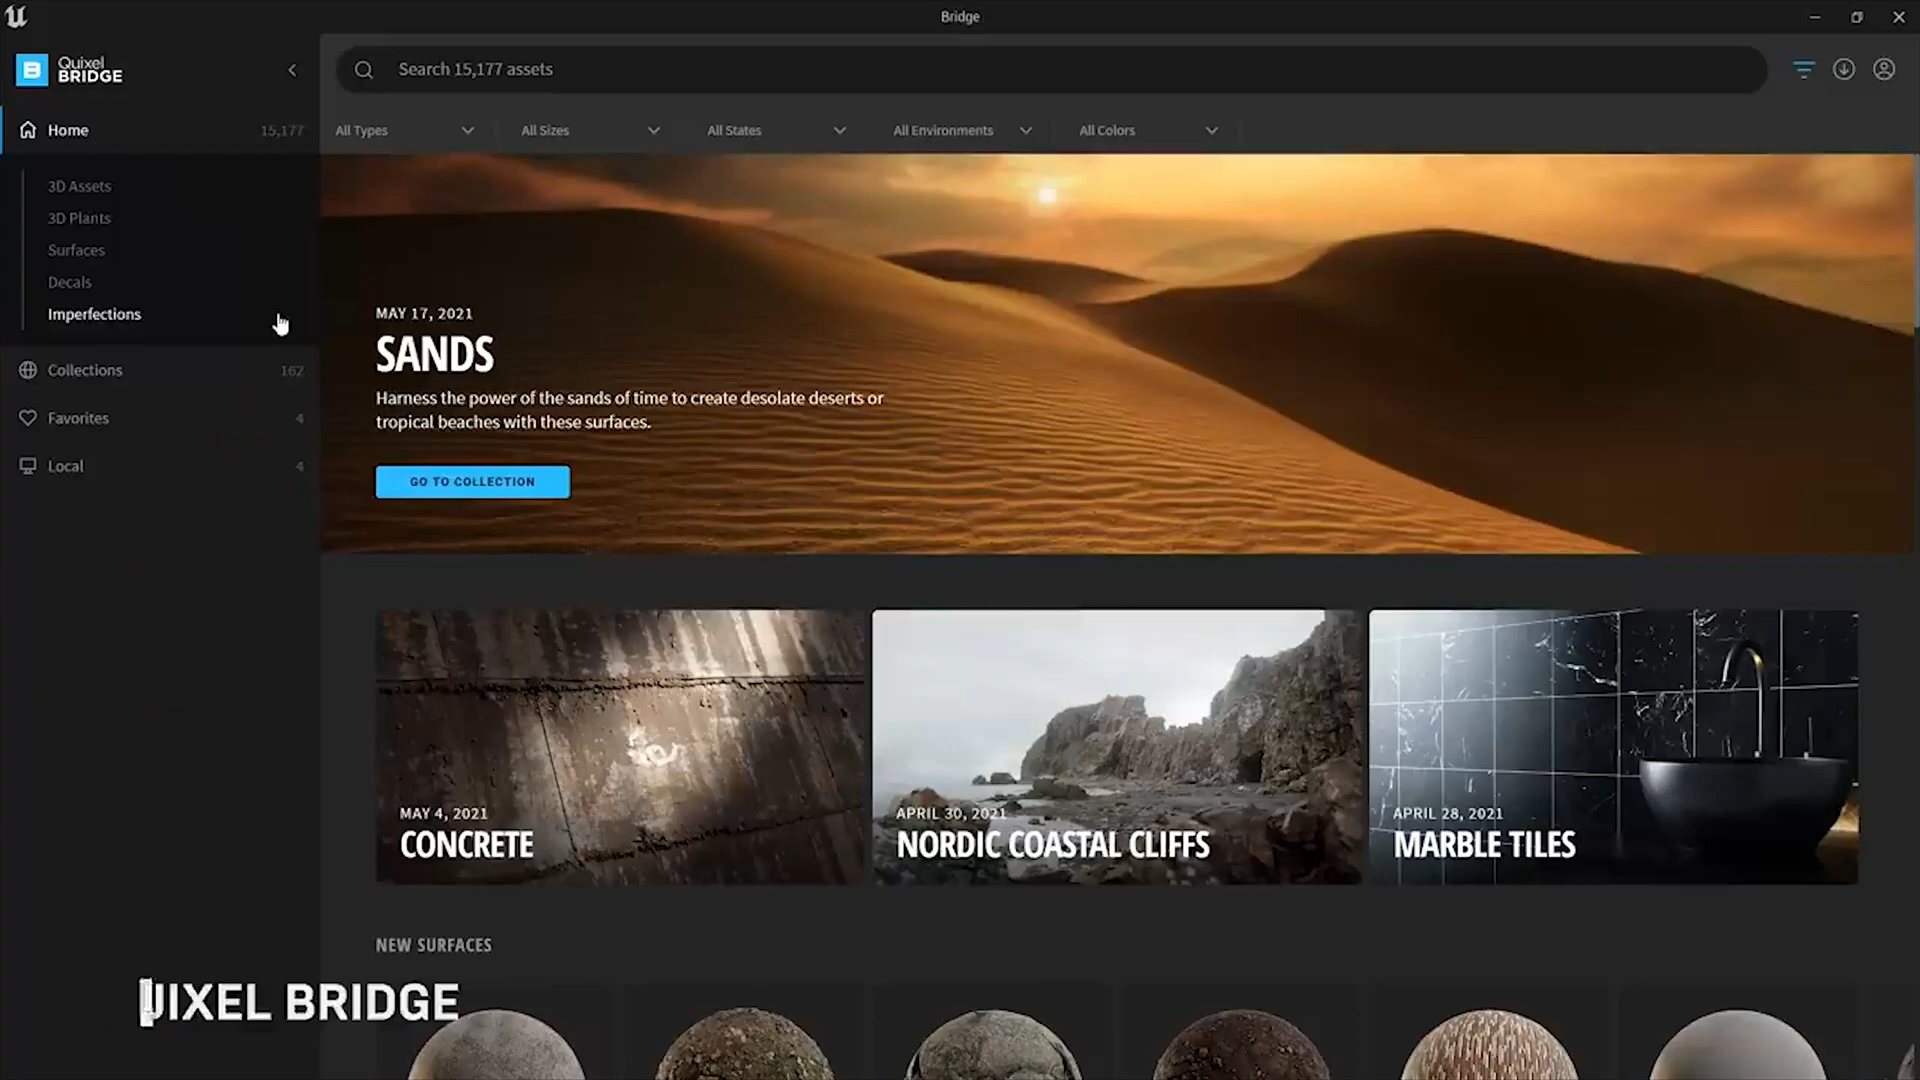 Bridge
Quixel
BRIDGE
Search 15,177 assets
Home 15,177
All Types
All Sizes
All States
All Environments
All Colors
3D Assets
3D Plants
Surfaces
Decals
Imperfections
Collections 162
Favorites 4
Local 4
MAY 17, 2021
SANDS
Harness the power of the sands of time to create desolate deserts or
tropical beaches with these surfaces.
GO TO COLLECTION
MAY 4, 2021
CONCRETE
APRIL 30, 2021
NORDIC COASTAL CLIFFS
APRIL 28, 2021
MARBLE TILES
NEW SURFACES
UIXEL BRIDGE